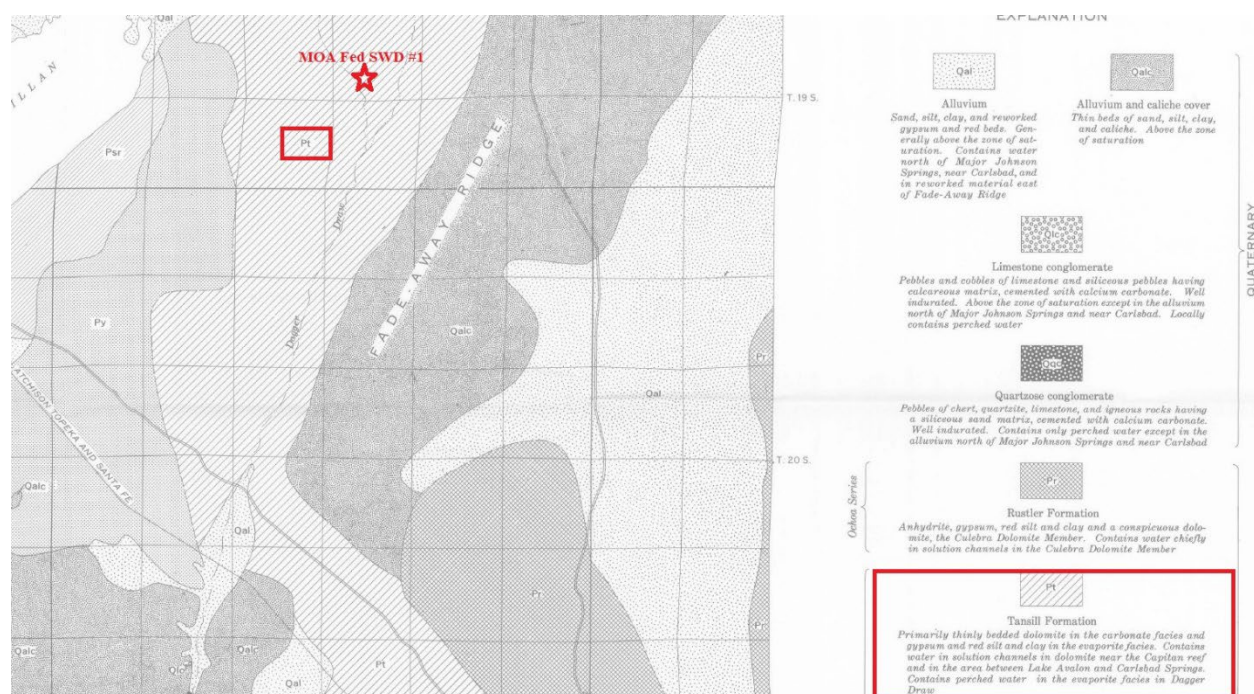 EXPLANATION
Qal
ILLAN
MOA Fed SWD #1
T. 19 S.
Psr
Pt
FADE-AWAY RIDGE
Draw
Dagger
Py
Qalc
Pr
ATCHISON TOPEKA AND SANTA FE
Qal
T. 20 S.
Qalc
Qal
Pr
Pr
Qalc
Qalc
Pt
Qal
Qal
Alluvium
Sand, silt, clay, and reworked
gypsum and red beds. Gen-
erally above the zone of sat-
uration. Contains water
north of Major Johnson
Springs, near Carlsbad, and
in reworked material east
of Fade-Away Ridge
Qalc
Alluvium and caliche cover
Thin beds of sand, silt, clay,
and caliche. Above the zone
of saturation
Qlc
Limestone conglomerate
Pebbles and cobbles of limestone and siliceous pebbles having
calcareous matrix, cemented with calcium carbonate. Well
indurated. Above the zone of saturation except in the alluvium
north of Major Johnson Springs and near Carlsbad. Locally
contains perched water
Quartzose conglomerate
Pebbles of chert, quartzite, limestone, and igneous rocks having
a siliceous sand matrix, cemented with calcium carbonate.
Well indurated. Contains only perched water except in the
alluvium north of Major Johnson Springs and near Carlsbad
QUATERNARY
Pr
Rustler Formation
Anhydrite, gypsum, red silt and clay and a conspicuous dolo-
mite, the Culebra Dolomite Member. Contains water chiefly
in solution channels in the Culebra Dolomite Member
Ochoa Series
Pt
Tansill Formation
Primarily thinly bedded dolomite in the carbonate facies and
gypsum and red silt and clay in the evaporite facies. Contains
water in solution channels in dolomite near the Capitan reef
and in the area between Lake Avalon and Carlsbad Springs.
Contains perched water in the evaporite facies in Dagger
Draw